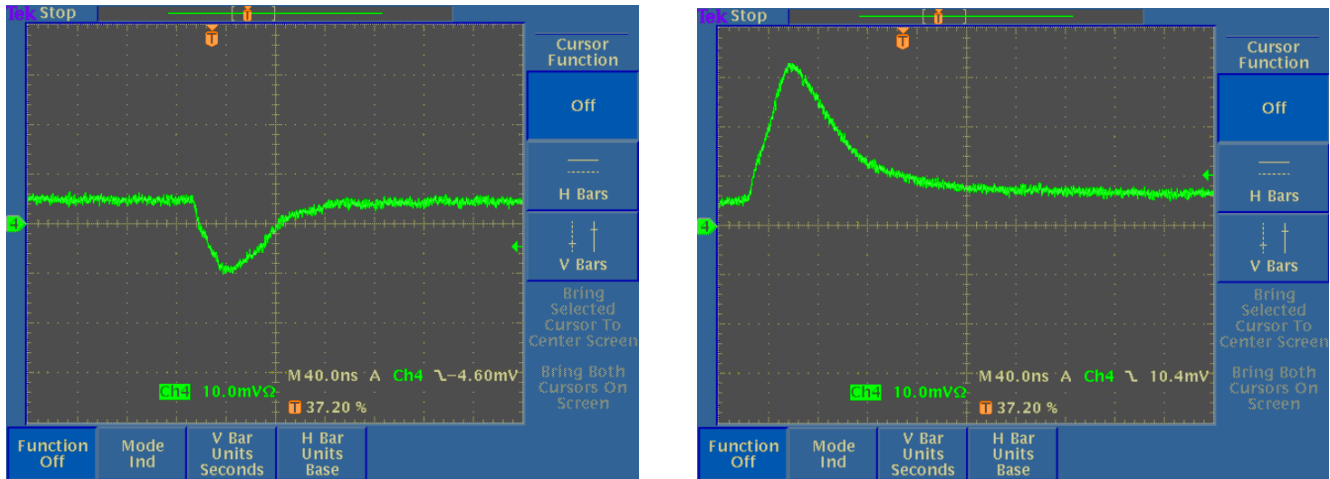 Tek Stop
T
T
Cursor
Function
Off
H Bars
V Bars
Bring
Selected
Cursor To
Center Screen
Bring Both
Cursors On
Screen
4
M 40.0ns A Ch4 -4.60mV
Ch4 10.0mVΩ
T 37.20 %
Function
Off
Mode
Ind
V Bar
Units
Seconds
H Bar
Units
Base
Tek Stop
T
T
Cursor
Function
Off
H Bars
V Bars
Bring
Selected
Cursor To
Center Screen
Bring Both
Cursors On
Screen
4
M 40.0ns A Ch4 10.4mV
Ch4 10.0mVΩ
T 37.20 %
Function
Off
Mode
Ind
V Bar
Units
Seconds
H Bar
Units
Base